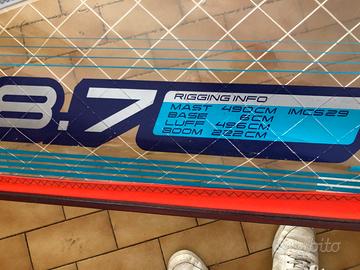 8.7
RIGGING INFO
MAST 490CM IMCS29
BASE 6CM
LUFF 496CM
BOOM 222CM
subito